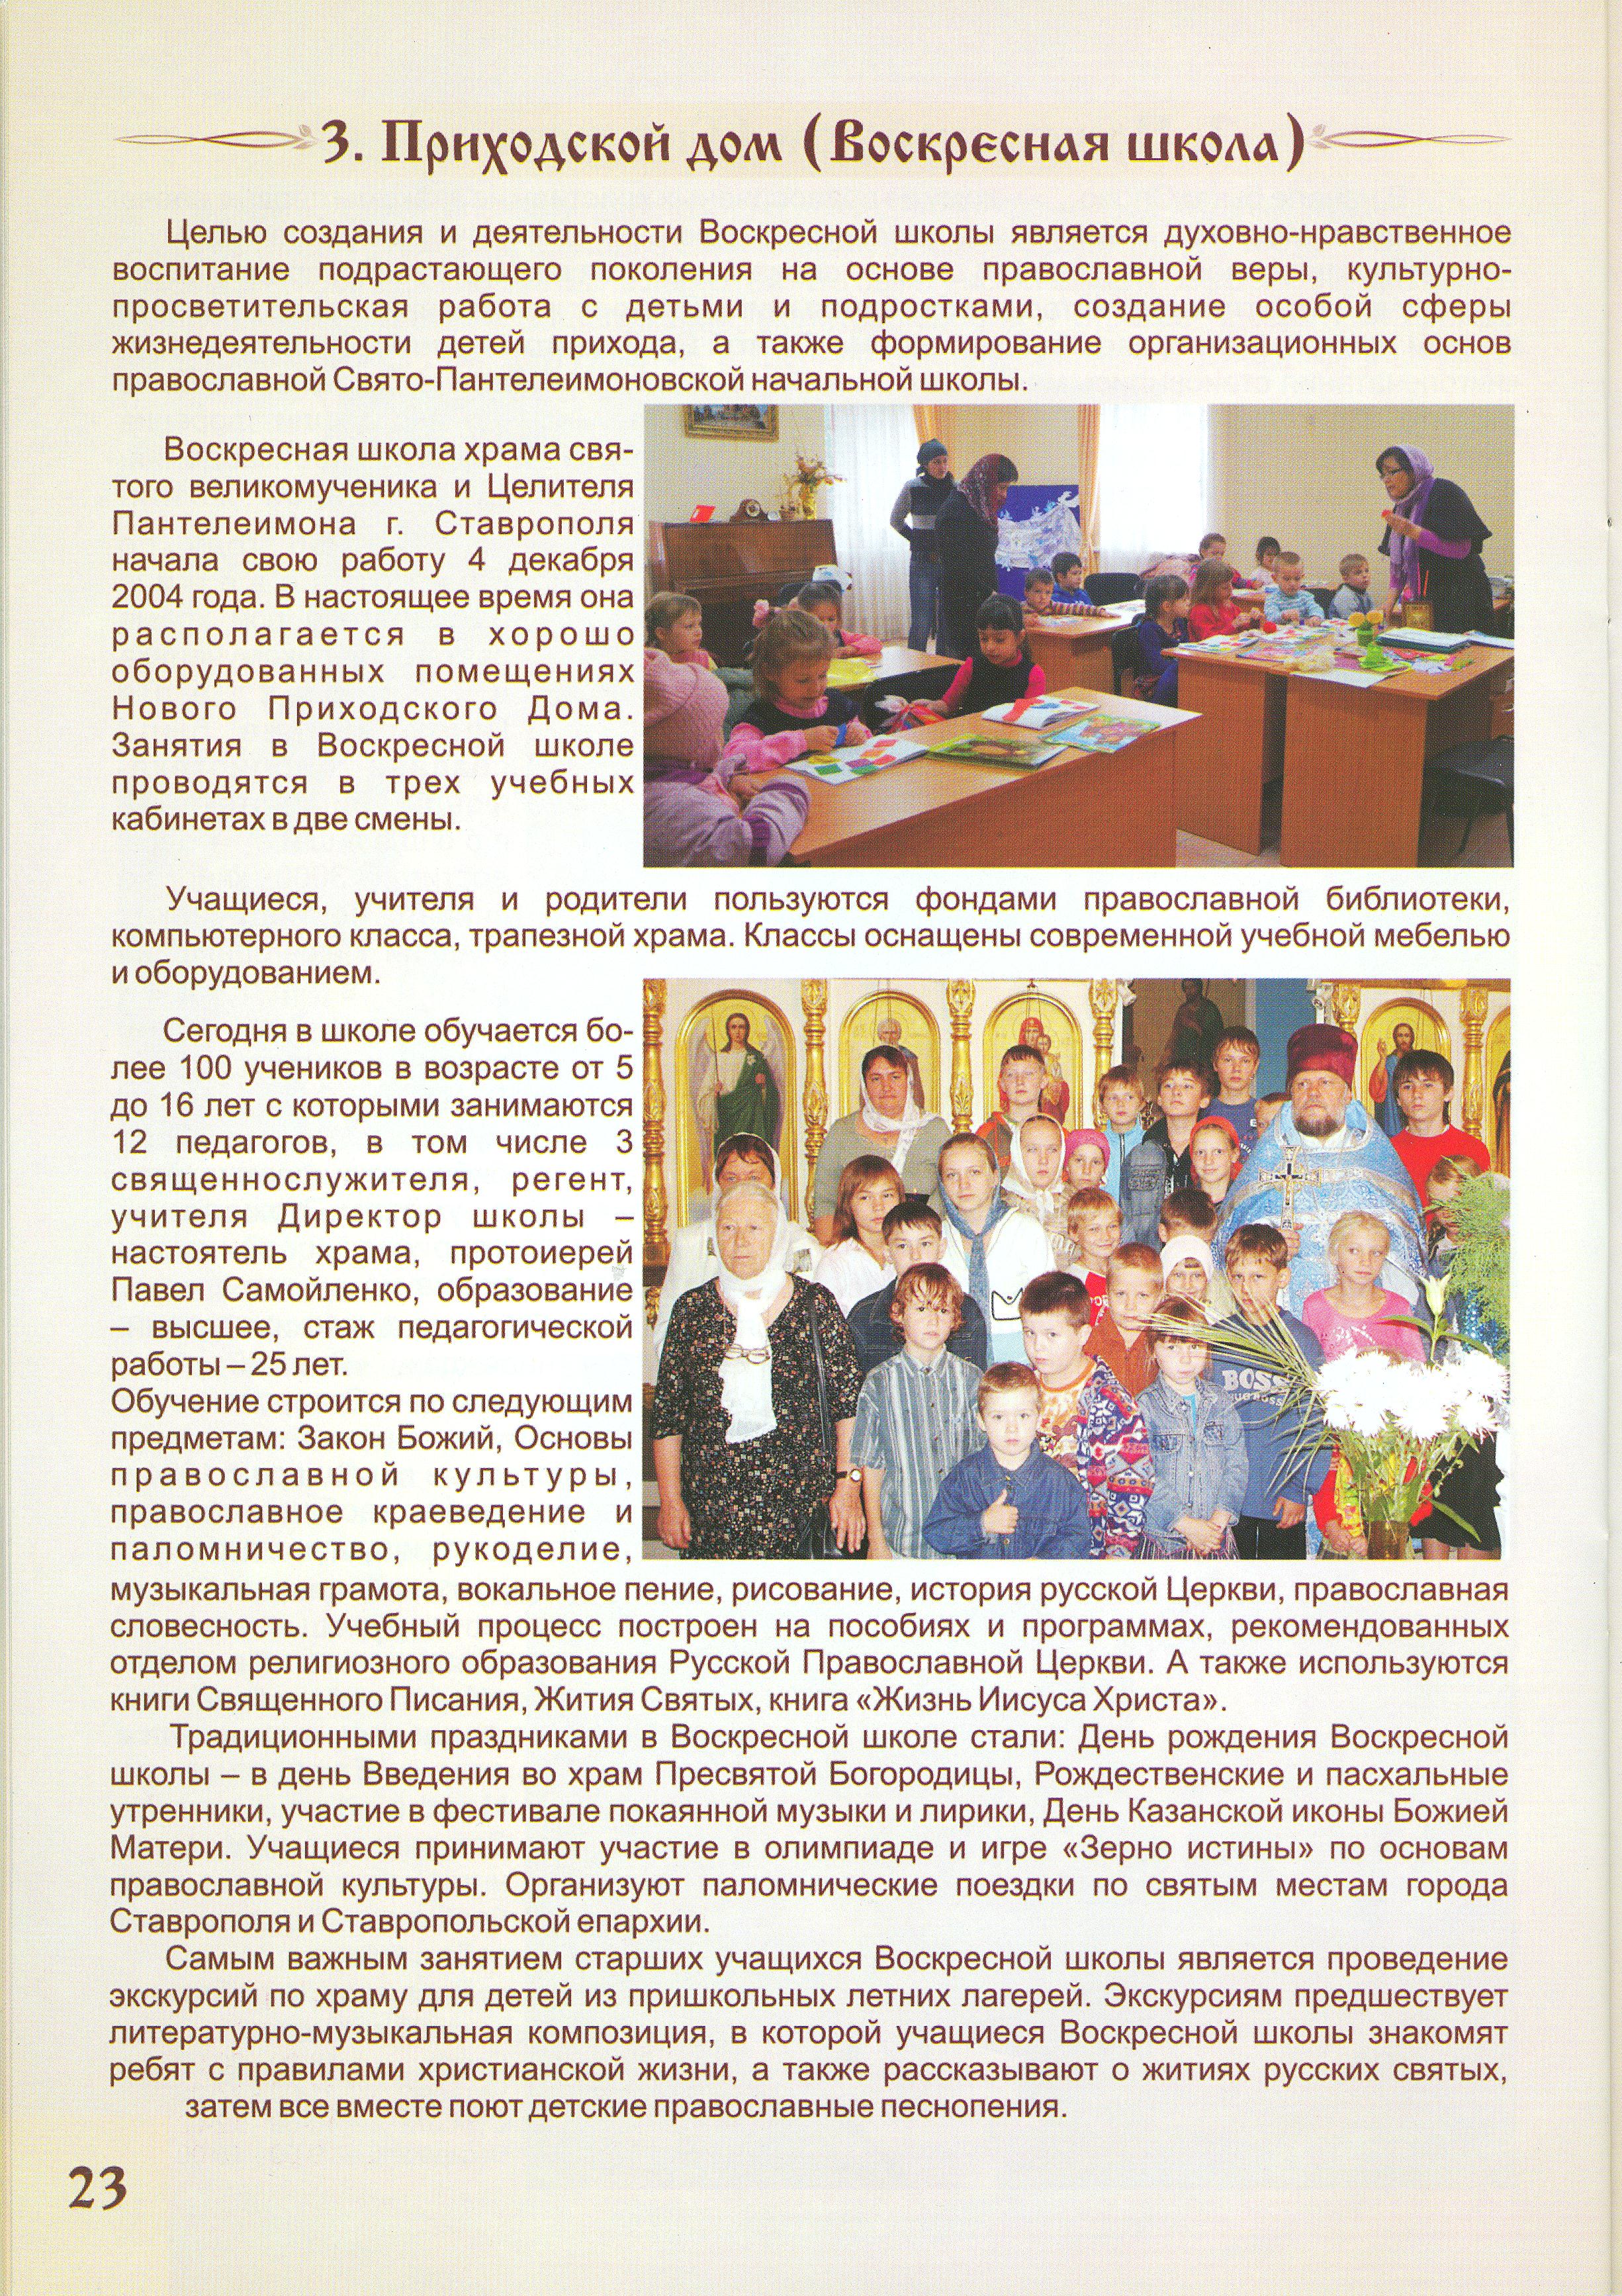 3. Приходской дом (Воскресная школа)
Целью создания и деятельности Воскресной школы является духовно-нравственное
воспитание подрастающего поколения на основе православной веры, культурно-
просветительская работа с детьми и подростками, создание особой сферы
жизнедеятельности детей прихода, а также формирование организационных основ
православной Свято-Пантелеимоновской начальной школы.
Воскресная школа храма свя-
того великомученика и Целителя
Пантелеимона г. Ставрополя
начала свою работу 4 декабря
2004 года. В настоящее время она
располагается в хорошо
оборудованных помещениях
Нового Приходского Дома.
Занятия в Воскресной школе
проводятся в трех учебных
кабинетах в две смены.
Учащиеся, учителя и родители пользуются фондами православной библиотеки,
компьютерного класса, трапезной храма. Классы оснащены современной учебной мебелью
и оборудованием.
Сегодня в школе обучается бо-
лее 100 учеников в возрасте от 5
до 16 лет с которыми занимаются
12 педагогов, в том числе 3
священнослужителя, регент,
учителя Директор школы –
настоятель храма, протоиерей
Павел Самойленко, образование
– высшее, стаж педагогической
работы – 25 лет.
Обучение строится по следующим
предметам: Закон Божий, Основы
православной культуры,
православное краеведение и
паломничество, рукоделие,
BOSS
HUGO BOSS
музыкальная грамота, вокальное пение, рисование, история русской Церкви, православная
словесность. Учебный процесс построен на пособиях и программах, рекомендованных
отделом религиозного образования Русской Православной Церкви. А также используются
книги Священного Писания, Жития Святых, книга «Жизнь Иисуса Христа».
Традиционными праздниками в Воскресной школе стали: День рождения Воскресной
школы – в день Введения во храм Пресвятой Богородицы, Рождественские и пасхальные
утренники, участие в фестивале покаянной музыки и лирики, День Казанской иконы Божией
Матери. Учащиеся принимают участие в олимпиаде и игре «Зерно истины» по основам
православной культуры. Организуют паломнические поездки по святым местам города
Ставрополя и Ставропольской епархии.
Самым важным занятием старших учащихся Воскресной школы является проведение
экскурсий по храму для детей из пришкольных летних лагерей. Экскурсиям предшествует
литературно-музыкальная композиция, в которой учащиеся Воскресной школы знакомят
ребят с правилами христианской жизни, а также рассказывают о житиях русских святых,
затем все вместе поют детские православные песнопения.
23